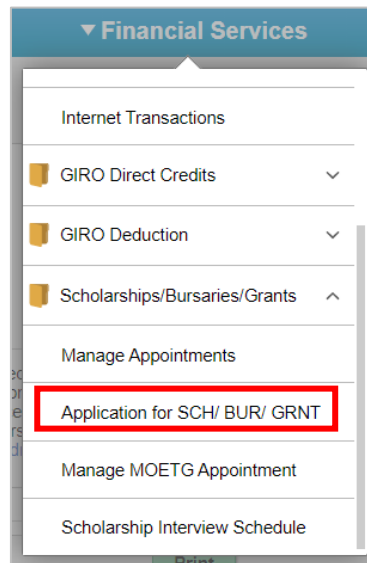 ▼Financial Services
Internet Transactions
GIRO Direct Credits
GIRO Deduction
Scholarships/Bursaries/Grants
Manage Appointments
Application for SCH/ BUR/ GRNT
Manage MOETG Appointment
Scholarship Interview Schedule
Print